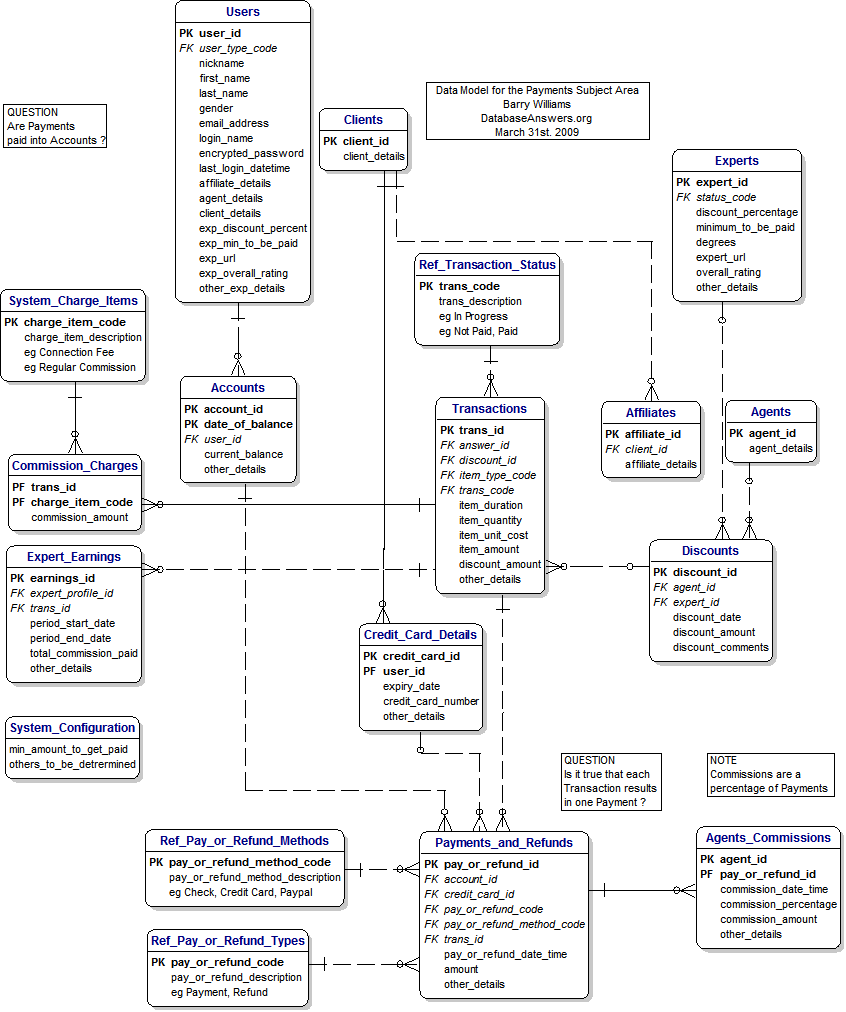 Users
PK user_id
FK user_type_code
nickname
first_name
last_name
gender
email_address
login_name
encrypted_password
last_login_datetime
affiliate_details
agent_details
client_details
exp_discount_percent
exp_min_to_be_paid
exp_url
exp_overall_rating
other_exp_details
QUESTION
Are Payments
paid into Accounts ?
Clients
PK client_id
client_details
Data Model for the Payments Subject Area
Barry Williams
DatabaseAnswers.org
March 31st. 2009
Experts
PK expert_id
FK status_code
discount_percentage
minimum_to_be_paid
degrees
expert_url
overall_rating
other_details
Ref_Transaction_Status
PK trans_code
trans_description
eg In Progress
eg Not Paid, Paid
System_Charge_Items
PK charge_item_code
charge_item_description
eg Connection Fee
eg Regular Commission
Accounts
PK account_id
PK date_of_balance
FK user_id
current_balance
other_details
Transactions
PK trans_id
FK answer_id
FK discount_id
FK item_type_code
FK trans_code
item_duration
item_quantity
item_unit_cost
item_amount
discount_amount
other_details
Affiliates
PK affiliate_id
FK client_id
affiliate_details
Agents
PK agent_id
agent_details
Commission_Charges
PF trans_id
PF charge_item_code
commission_amount
Expert_Earnings
PK earnings_id
FK expert_profile_id
FK trans_id
period_start_date
period_end_date
total_commission_paid
other_details
Discounts
PK discount_id
FK agent_id
FK expert_id
discount_date
discount_amount
discount_comments
Credit_Card_Details
PK credit_card_id
PF user_id
expiry_date
credit_card_number
other_details
System_Configuration
min_amount_to_get_paid
others_to_be_detrermined
QUESTION
Is it true that each
Transaction results
in one Payment ?
NOTE
Commissions are a
percentage of Payments
Ref_Pay_or_Refund_Methods
PK pay_or_refund_method_code
pay_or_refund_method_description
eg Check, Credit Card, Paypal
Payments_and_Refunds
PK pay_or_refund_id
FK account_id
FK credit_card_id
FK pay_or_refund_code
FK pay_or_refund_method_code
FK trans_id
pay_or_refund_date_time
amount
other_details
Agents_Commissions
PK agent_id
PF pay_or_refund_id
commission_date_time
commission_percentage
commission_amount
other_details
Ref_Pay_or_Refund_Types
PK pay_or_refund_code
pay_or_refund_description
eg Payment, Refund